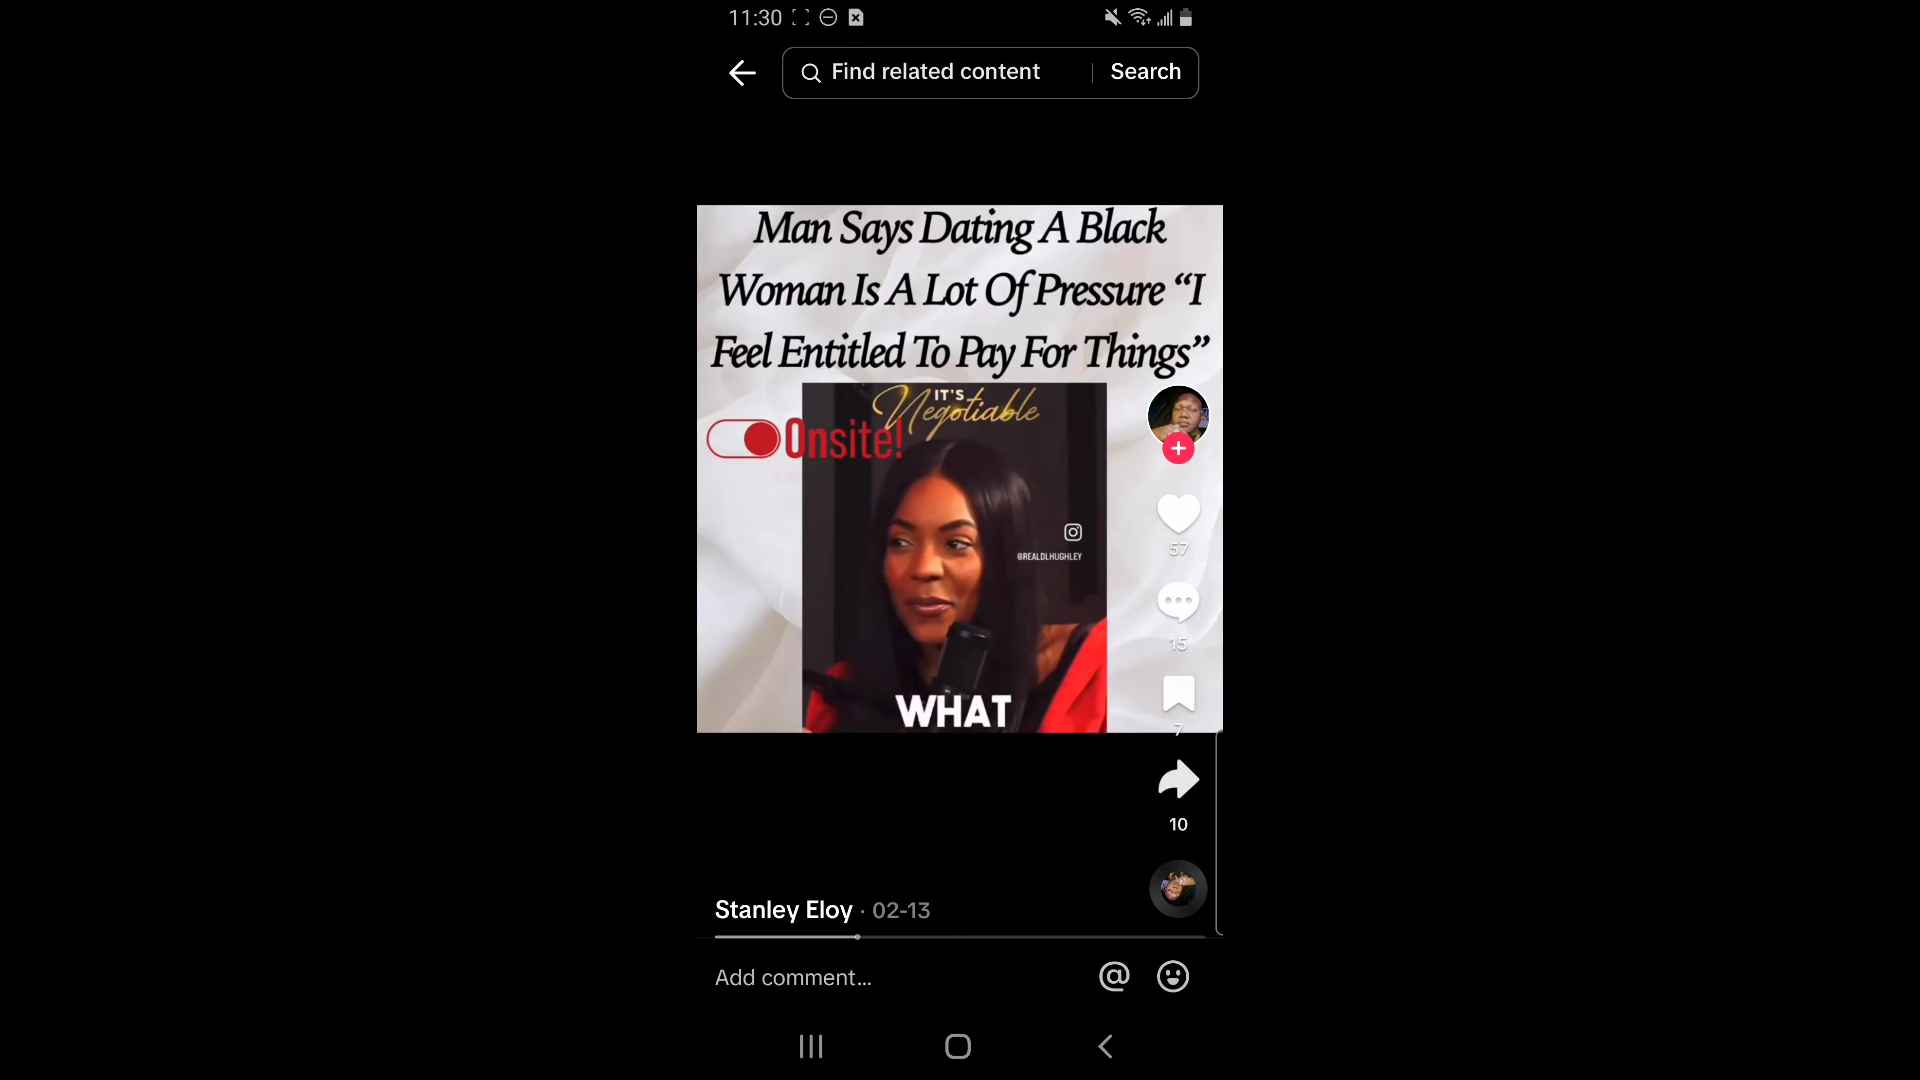 11:30
Find related content
Search
Man Says Dating A Black
Woman Is A Lot Of Pressure “I
Feel Entitled To Pay For Things”
IT'S
Negotiable
Onsite!
@REALDLHUGHLEY
57
15
WHAT
7
10
Stanley Eloy · 02-13
Add comment...
@